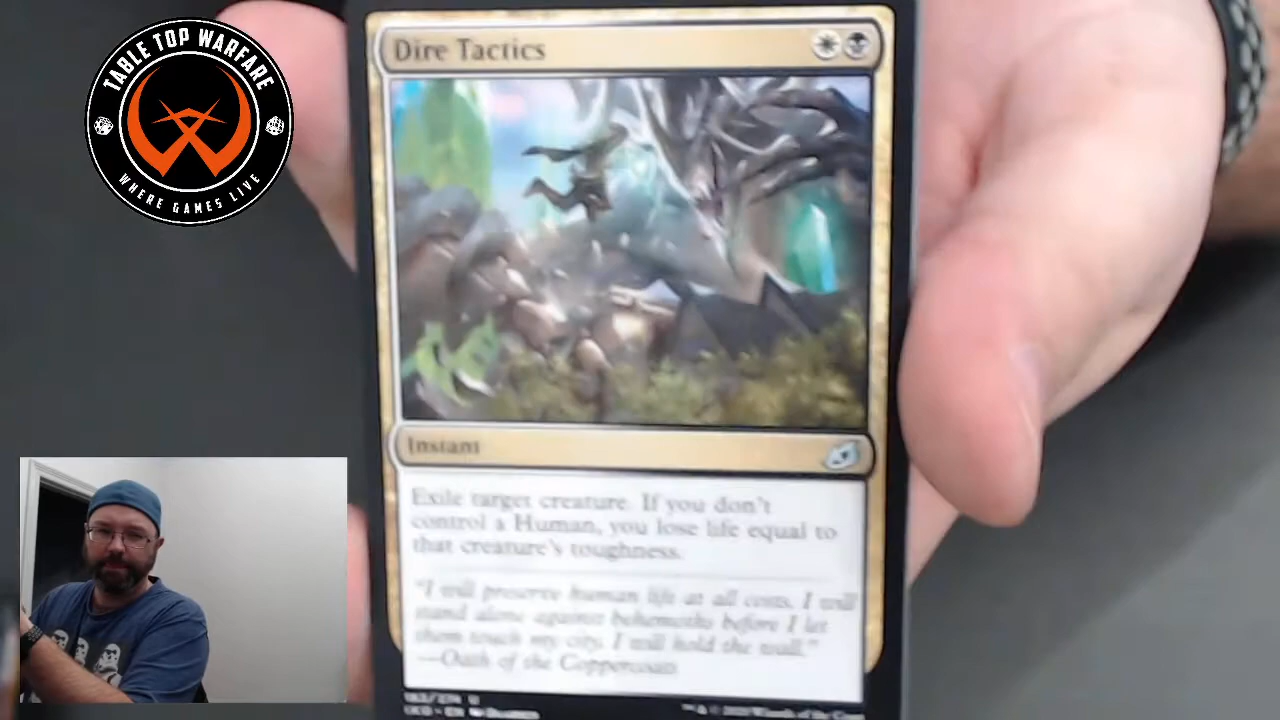 TABLE TOP WARFARE
WHERE GAMES LIVE
Dire Tactics
Instant
Exile target creature. If you don't
control a Human, you lose life equal to
that creature's toughness.
"I will preserve human life at all costs. I will
stand alone against behemoths before I let
them touch my city. I will hold the wall."
—Oath of the Coppercoats